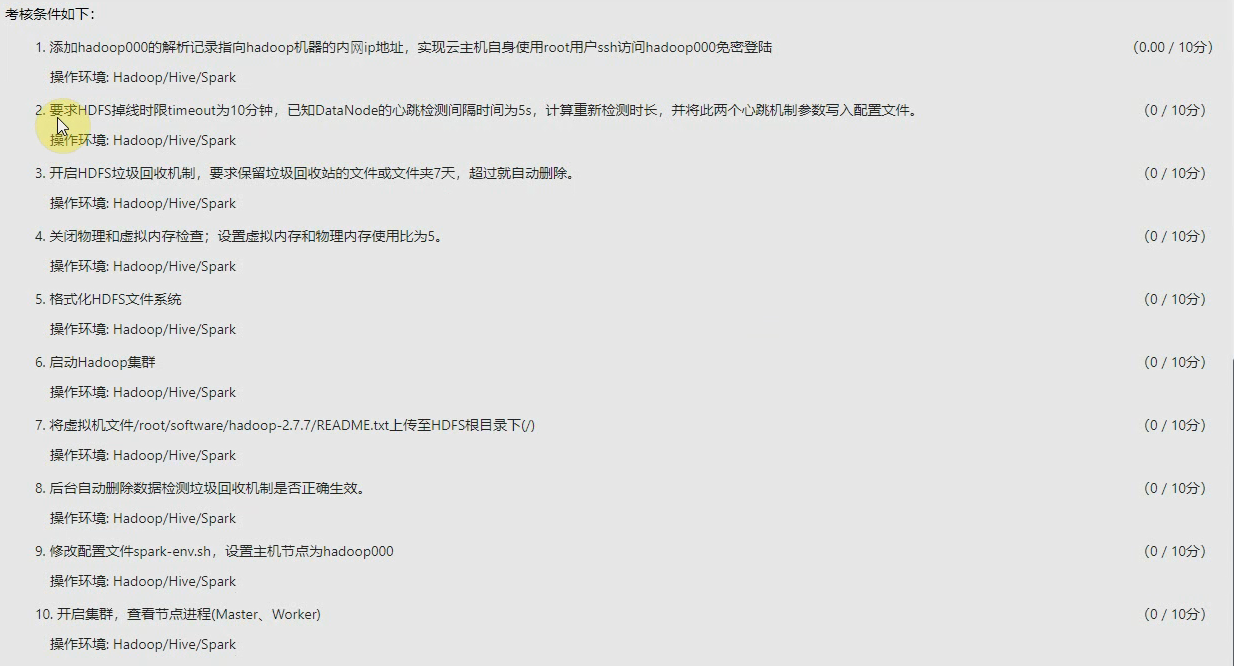 考核条件如下：
1. 添加hadoop000的解析记录指向hadoop机器的内网ip地址，实现云主机自身使用root用户ssh访问hadoop000免密登陆 （0.00 / 10分）
操作环境: Hadoop/Hive/Spark
2. 要求HDFS掉线时限timeout为10分钟，已知DataNode的心跳检测间隔时间为5s，计算重新检测时长，并将此两个心跳机制参数写入配置文件。 （0 / 10分）
操作环境: Hadoop/Hive/Spark
3. 开启HDFS垃圾回收机制，要求保留垃圾回收站的文件或文件夹7天，超过就自动删除。 （0 / 10分）
操作环境: Hadoop/Hive/Spark
4. 关闭物理和虚拟内存检查；设置虚拟内存和物理内存使用比为5。 （0 / 10分）
操作环境: Hadoop/Hive/Spark
5. 格式化HDFS文件系统 （0 / 10分）
操作环境: Hadoop/Hive/Spark
6. 启动Hadoop集群 （0 / 10分）
操作环境: Hadoop/Hive/Spark
7. 将虚拟机文件/root/software/hadoop-2.7.7/README.txt上传至HDFS根目录下(/) （0 / 10分）
操作环境: Hadoop/Hive/Spark
8. 后台自动删除数据检测垃圾回收机制是否正确生效。 （0 / 10分）
操作环境: Hadoop/Hive/Spark
9. 修改配置文件spark-env.sh，设置主机节点为hadoop000 （0 / 10分）
操作环境: Hadoop/Hive/Spark
10. 开启集群，查看节点进程(Master、Worker) （0 / 10分）
操作环境: Hadoop/Hive/Spark